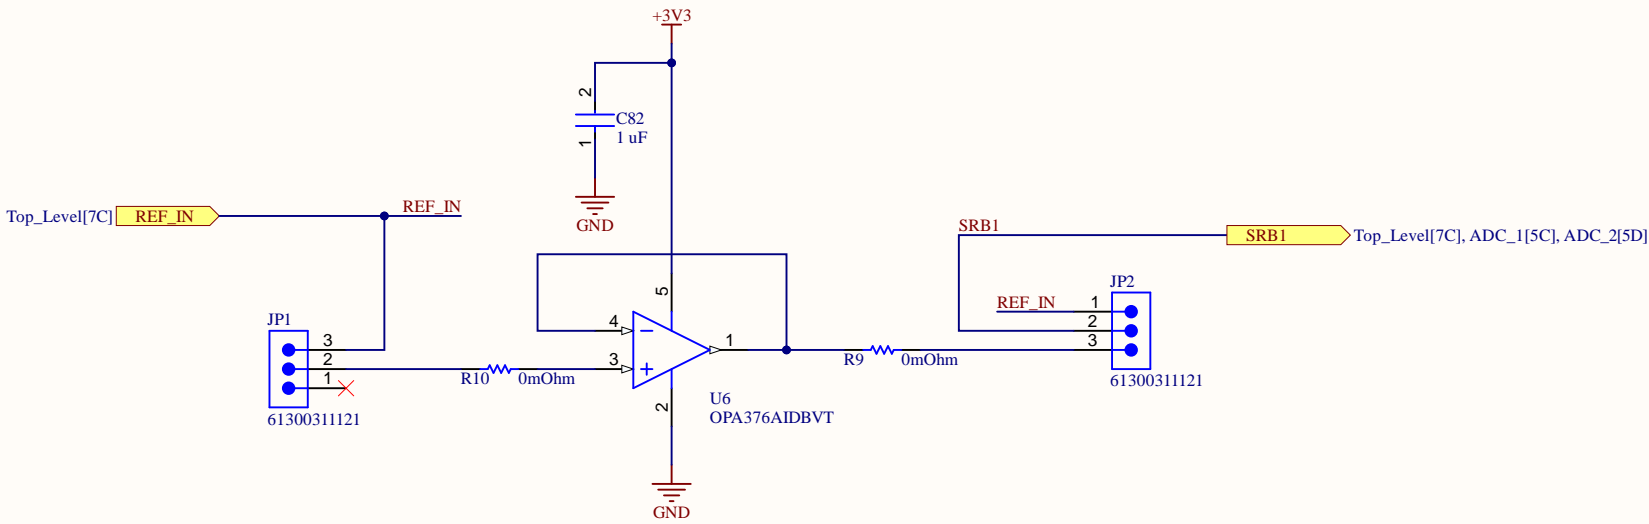 +3V3
2
C82
1 uF
1
GND
Top_Level[7C] REF_IN
REF_IN
SRB1
SRB1 Top_Level[7C], ADC_1[5C], ADC_2[5D]
JP1
3
2
1
61300311121
R10 0mOhm
5
4
3
1
2
U6
OPA376AIDBVT
GND
R9 0mOhm
JP2
REF_IN
1
2
3
61300311121